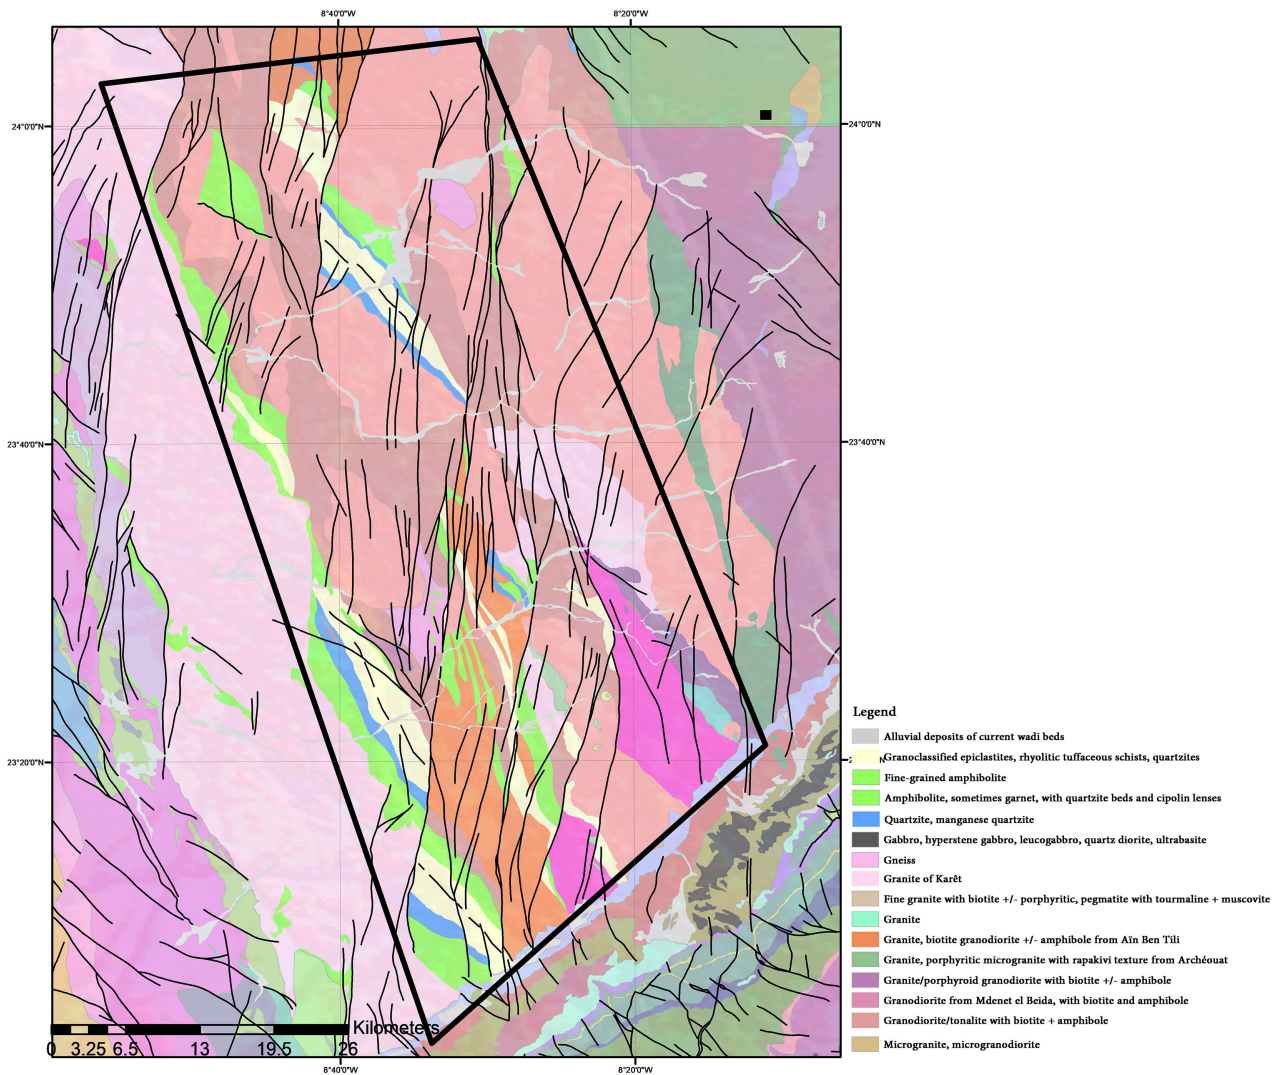 8°40'0"W
8°20'0"W
24°0'0"N
24°0'0"N
23°40'0"N
23°40'0"N
23°20'0"N
Legend
Alluvial deposits of current wadi beds
Granoclassified epiclastites, rhyolitic tuffaceous schists, quartzites
Fine-grained amphibolite
Amphibolite, sometimes garnet, with quartzite beds and cipolin lenses
Quartzite, manganese quartzite
Gabbro, hyperstene gabbro, leucogabbro, quartz diorite, ultrabasite
Gneiss
Granite of Karêt
Fine granite with biotite +/- porphyritic, pegmatite with tourmaline + muscovite
Granite
Granite, biotite granodiorite +/- amphibole from Aïn Ben Tili
Granite, porphyritic microgranite with rapakivi texture from Archéouat
Granite/porphyroid granodiorite with biotite +/- amphibole
Granodiorite from Mdenet el Beida, with biotite and amphibole
Granodiorite/tonalite with biotite + amphibole
Microgranite, microgranodiorite
Kilometers
0 3.25 6.5 13 19.5 26
8°40'0"W
8°20'0"W